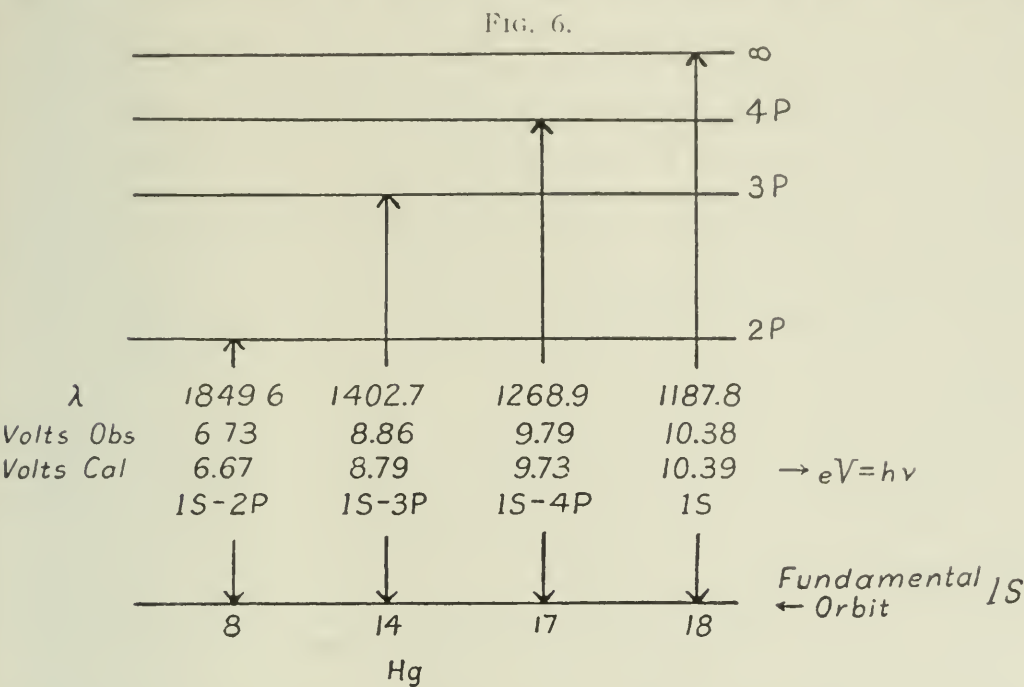 FIG. 6.
∞
4P
3P
2P
λ 1849 6 1402.7 1268.9 1187.8
Volts Obs 6 73 8.86 9.79 10.38
Volts Cal 6.67 8.79 9.73 10.39 → eV=hν
1S-2P 1S-3P 1S-4P 1S
Fundamental 1S
← Orbit
8 14 17 18
Hg